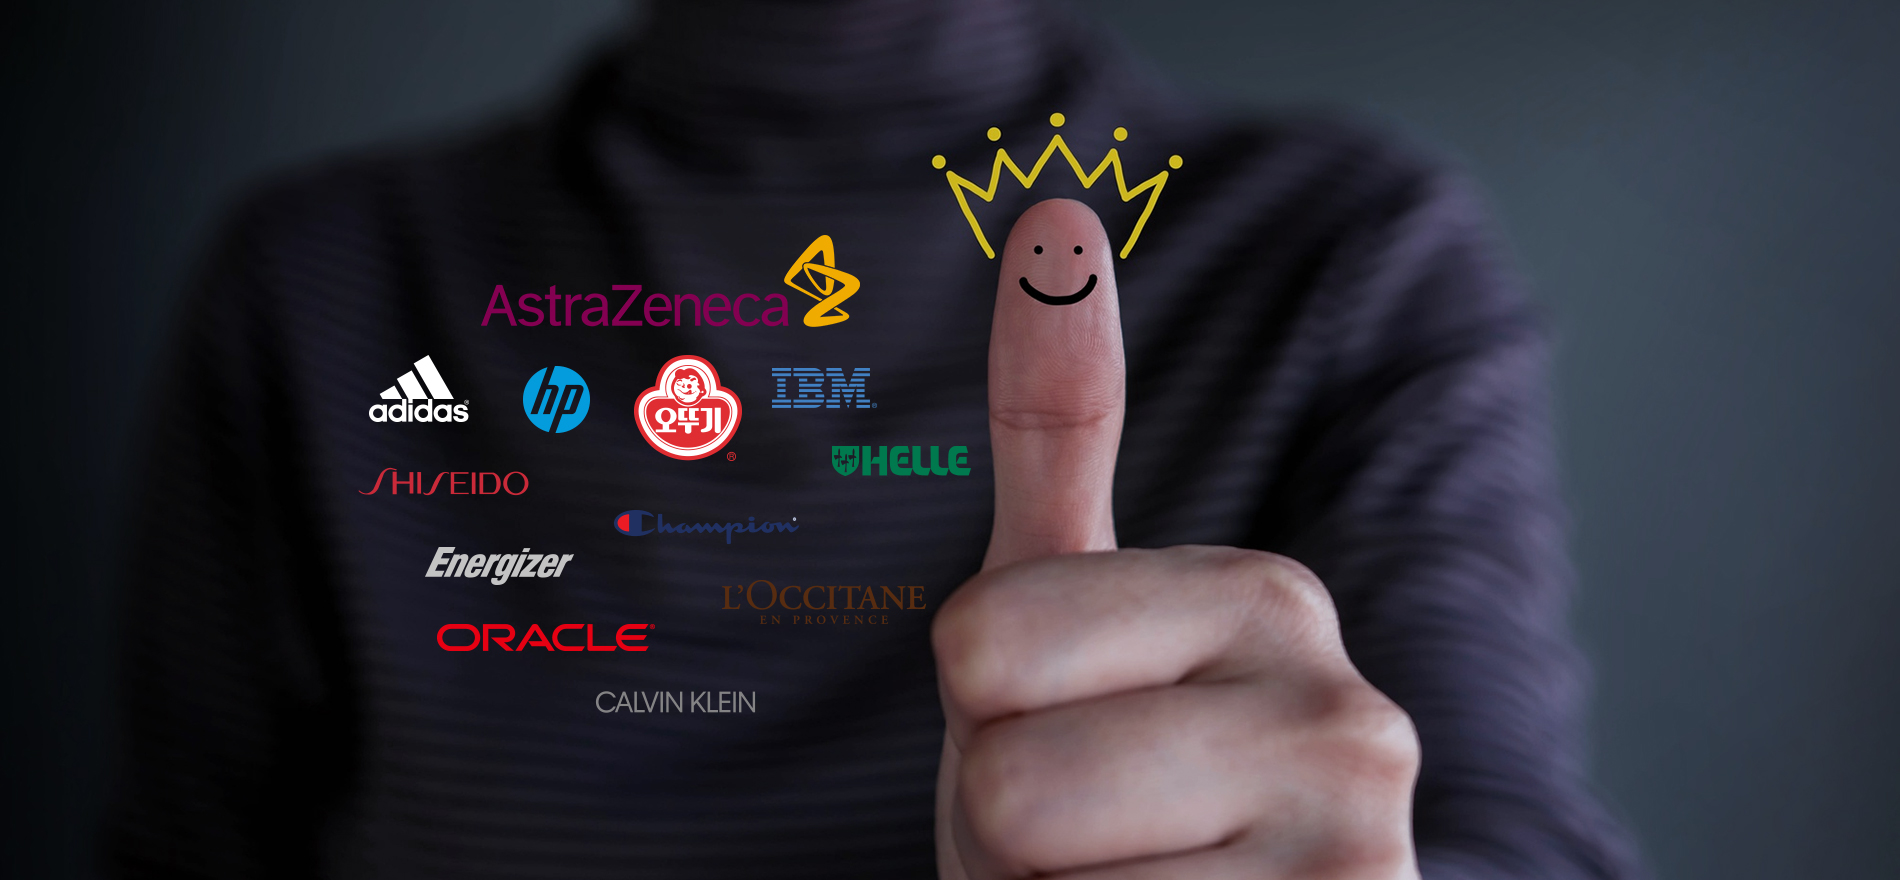 AstraZeneca
adidas®
hp
오뚜기®
IBM®
HELLE
SHISEIDO
Champion®
Energizer
L'OCCITANE
EN PROVENCE
ORACLE®
CALVIN KLEIN